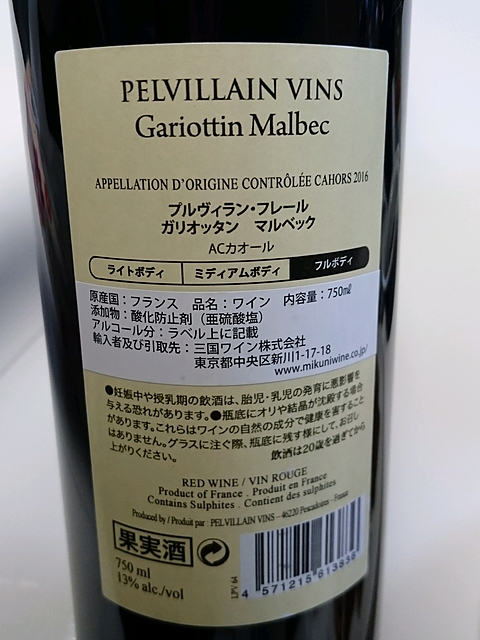 PELVILLAIN VINS
Gariottin Malbec
APPELLATION D'ORIGINE CONTRÔLÉE CAHORS 2016
プルヴィラン・フレール
ガリオッタン マルベック
ACカオール
ライトボディ ミディアムボディ フルボディ
原産国：フランス 品名：ワイン 内容量：750㎖
添加物：酸化防止剤（亜硫酸塩）
アルコール分：ラベル上に記載
輸入者及び引取先：三国ワイン株式会社
東京都中央区新川1-17-18
www.mikuniwine.co.jp/
●妊娠中や授乳期の飲酒は、胎児・乳児の発育に悪影響を
与える恐れがあります。●瓶底にオリや結晶が沈殿する場合
があります。これらはワインの自然の成分で健康を害すること
はありません。グラスに注ぐ際、瓶底に残す様にして、お召し
上がりください。
飲酒は20歳を過ぎてから
RED WINE / VIN ROUGE
Product of France . Produit en France
Contains Sulphites . Contient des sulphites
Produced by / Produit par : PELVILLAIN VINS – 46220 Pescadoires - France
果実酒
750 ml
13% alc./vol
LPV 64
4 571215 613838